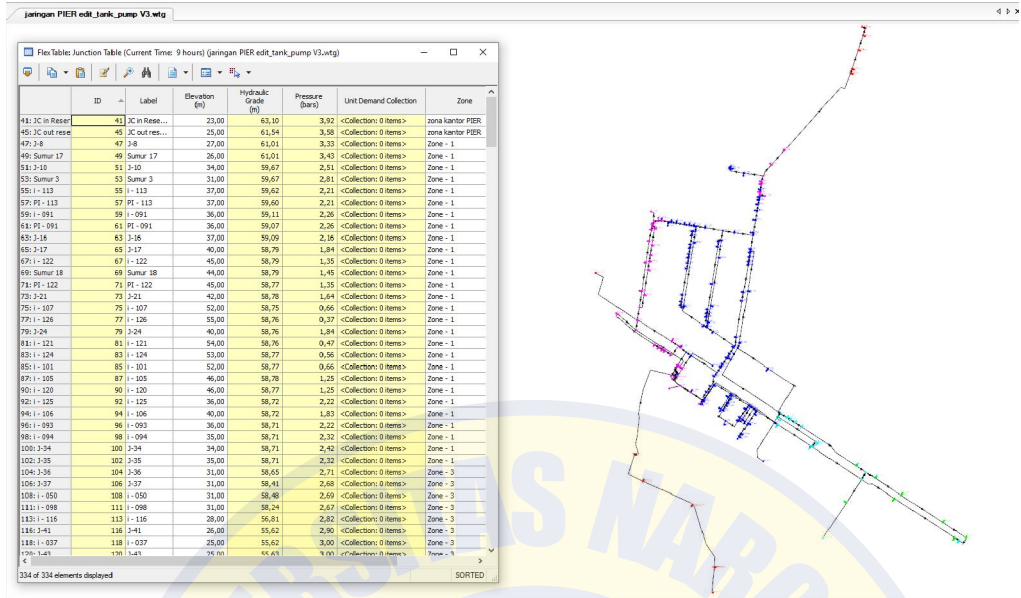 jaringan PIER edit_tank_pump V3.wtg
FlexTable: Junction Table (Current Time: 9 hours) (jaringan PIER edit_tank_pump V3.wtg)
ID Label Elevation (m) Hydraulic Grade (m) Pressure (bars) Unit Demand Collection Zone
41: JC in Reser 41 JC in Rese... 23,00 63,10 3,92 <Collection: 0 items> zona kantor PIER
45: JC out rese 45 JC out res... 25,00 61,54 3,58 <Collection: 0 items> zona kantor PIER
47: J-8 47 J-8 27,00 61,01 3,33 <Collection: 0 items> Zone - 1
49: Sumur 17 49 Sumur 17 26,00 61,01 3,43 <Collection: 0 items> Zone - 1
51: J-10 51 J-10 34,00 59,67 2,51 <Collection: 0 items> Zone - 1
53: Sumur 3 53 Sumur 3 31,00 59,67 2,81 <Collection: 0 items> Zone - 1
55: i - 113 55 i - 113 37,00 59,62 2,21 <Collection: 0 items> Zone - 1
57: PI - 113 57 PI - 113 37,00 59,60 2,21 <Collection: 0 items> Zone - 1
59: i - 091 59 i - 091 36,00 59,11 2,26 <Collection: 0 items> Zone - 1
61: PI - 091 61 PI - 091 36,00 59,07 2,26 <Collection: 0 items> Zone - 1
63: J-16 63 J-16 37,00 59,09 2,16 <Collection: 0 items> Zone - 1
65: J-17 65 J-17 40,00 58,79 1,84 <Collection: 0 items> Zone - 1
67: i - 122 67 i - 122 45,00 58,79 1,35 <Collection: 0 items> Zone - 1
69: Sumur 18 69 Sumur 18 44,00 58,79 1,45 <Collection: 0 items> Zone - 1
71: PI - 122 71 PI - 122 45,00 58,77 1,35 <Collection: 0 items> Zone - 1
73: J-21 73 J-21 42,00 58,78 1,64 <Collection: 0 items> Zone - 1
75: i - 107 75 i - 107 52,00 58,75 0,66 <Collection: 0 items> Zone - 1
77: i - 126 77 i - 126 55,00 58,76 0,37 <Collection: 0 items> Zone - 1
79: J-24 79 J-24 40,00 58,76 1,84 <Collection: 0 items> Zone - 1
81: i - 121 81 i - 121 54,00 58,76 0,47 <Collection: 0 items> Zone - 1
83: i - 124 83 i - 124 53,00 58,77 0,56 <Collection: 0 items> Zone - 1
85: i - 101 85 i - 101 52,00 58,77 0,66 <Collection: 0 items> Zone - 1
87: i - 105 87 i - 105 46,00 58,78 1,25 <Collection: 0 items> Zone - 1
90: i - 120 90 i - 120 46,00 58,77 1,25 <Collection: 0 items> Zone - 1
92: i - 125 92 i - 125 36,00 58,72 2,22 <Collection: 0 items> Zone - 1
94: i - 106 94 i - 106 40,00 58,72 1,83 <Collection: 0 items> Zone - 1
96: i - 093 96 i - 093 36,00 58,71 2,22 <Collection: 0 items> Zone - 1
98: i - 094 98 i - 094 35,00 58,71 2,32 <Collection: 0 items> Zone - 1
100: J-34 100 J-34 34,00 58,71 2,42 <Collection: 0 items> Zone - 1
102: J-35 102 J-35 35,00 58,71 2,32 <Collection: 0 items> Zone - 1
104: J-36 104 J-36 31,00 58,65 2,71 <Collection: 0 items> Zone - 3
106: J-37 106 J-37 31,00 58,41 2,68 <Collection: 0 items> Zone - 3
108: i - 050 108 i - 050 31,00 58,48 2,69 <Collection: 0 items> Zone - 3
111: i - 098 111 i - 098 31,00 58,24 2,67 <Collection: 0 items> Zone - 3
113: i - 116 113 i - 116 28,00 56,81 2,82 <Collection: 0 items> Zone - 3
116: J-41 116 J-41 26,00 55,62 2,90 <Collection: 0 items> Zone - 3
118: i - 037 118 i - 037 25,00 55,62 3,00 <Collection: 0 items> Zone - 3
120: J-43 120 J-43 25,00 55,63 3,00 <Collection: 0 items> Zone - 3
334 of 334 elements displayed SORTED